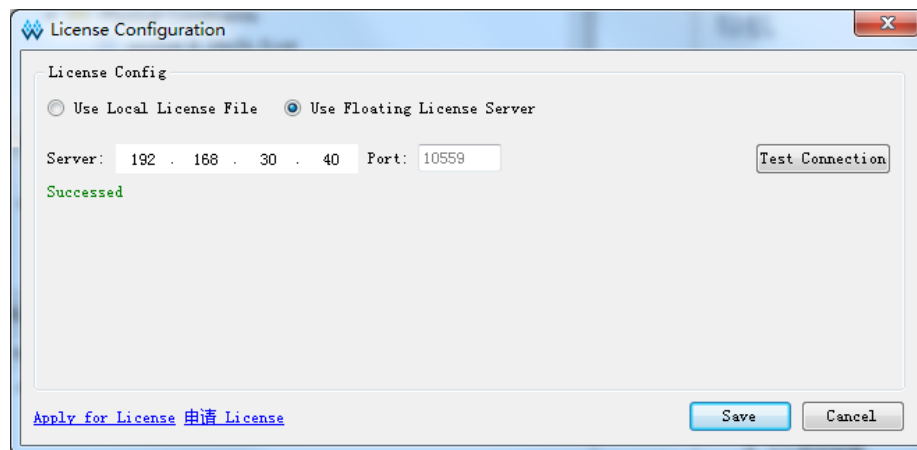 License Configuration
License Config
Use Local License File Use Floating License Server
Server: 192 . 168 . 30 . 40 Port: 10559 Test Connection
Successed
Apply for License 申请 License Save Cancel